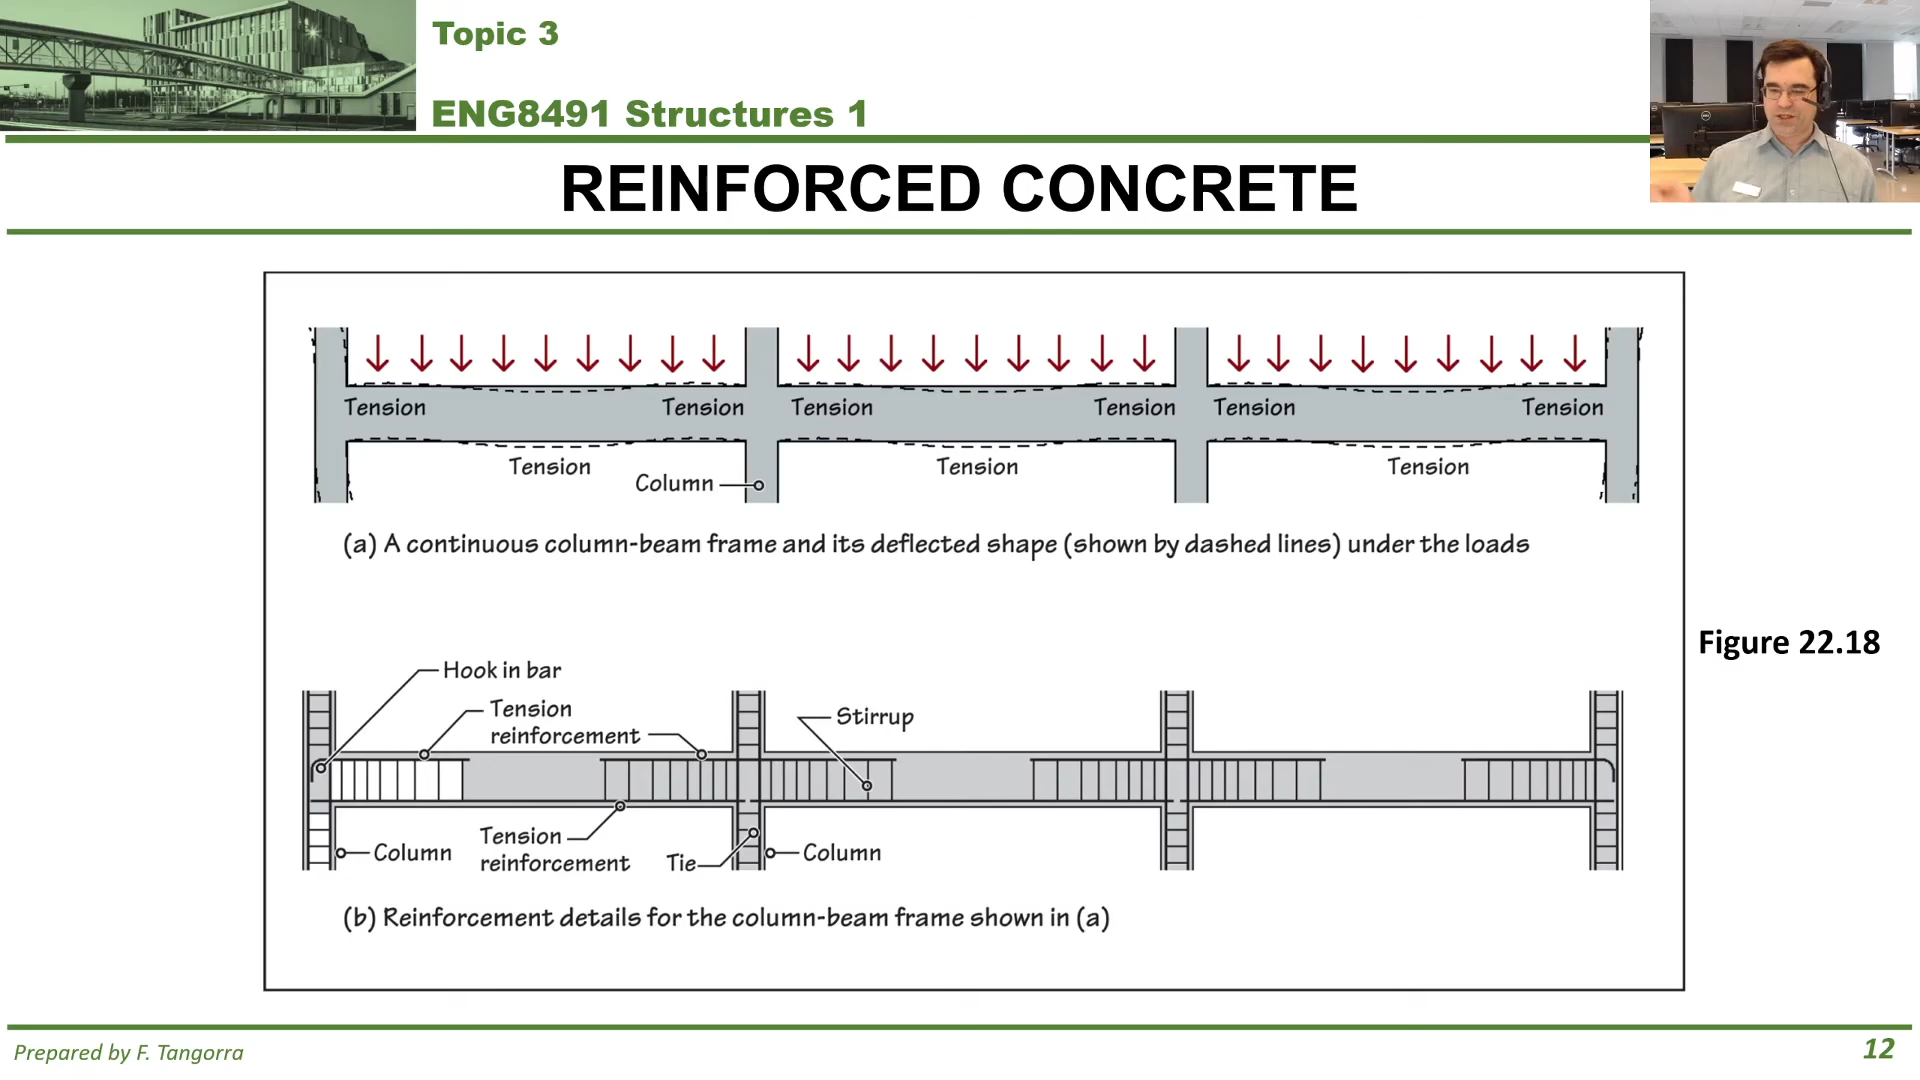 Topic 3
ENG8491 Structures 1
REINFORCED CONCRETE
Tension Tension Tension Tension Tension Tension
Tension Tension Tension
Column
(a) A continuous column-beam frame and its deflected shape (shown by dashed lines) under the loads
Figure 22.18
Hook in bar
Tension
reinforcement
Stirrup
Tension
reinforcement
Column
Tie
Column
(b) Reinforcement details for the column-beam frame shown in (a)
Prepared by F. Tangorra
12